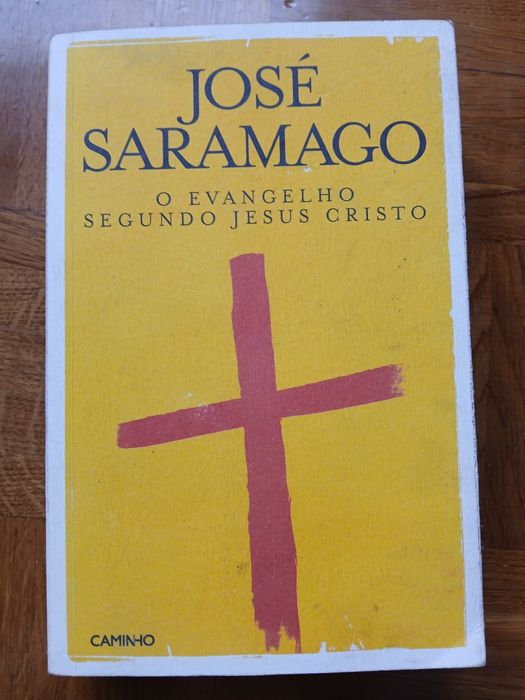 JOSÉ
SARAMAGO
O EVANGELHO
SEGUNDO JESUS CRISTO
CAMINHO